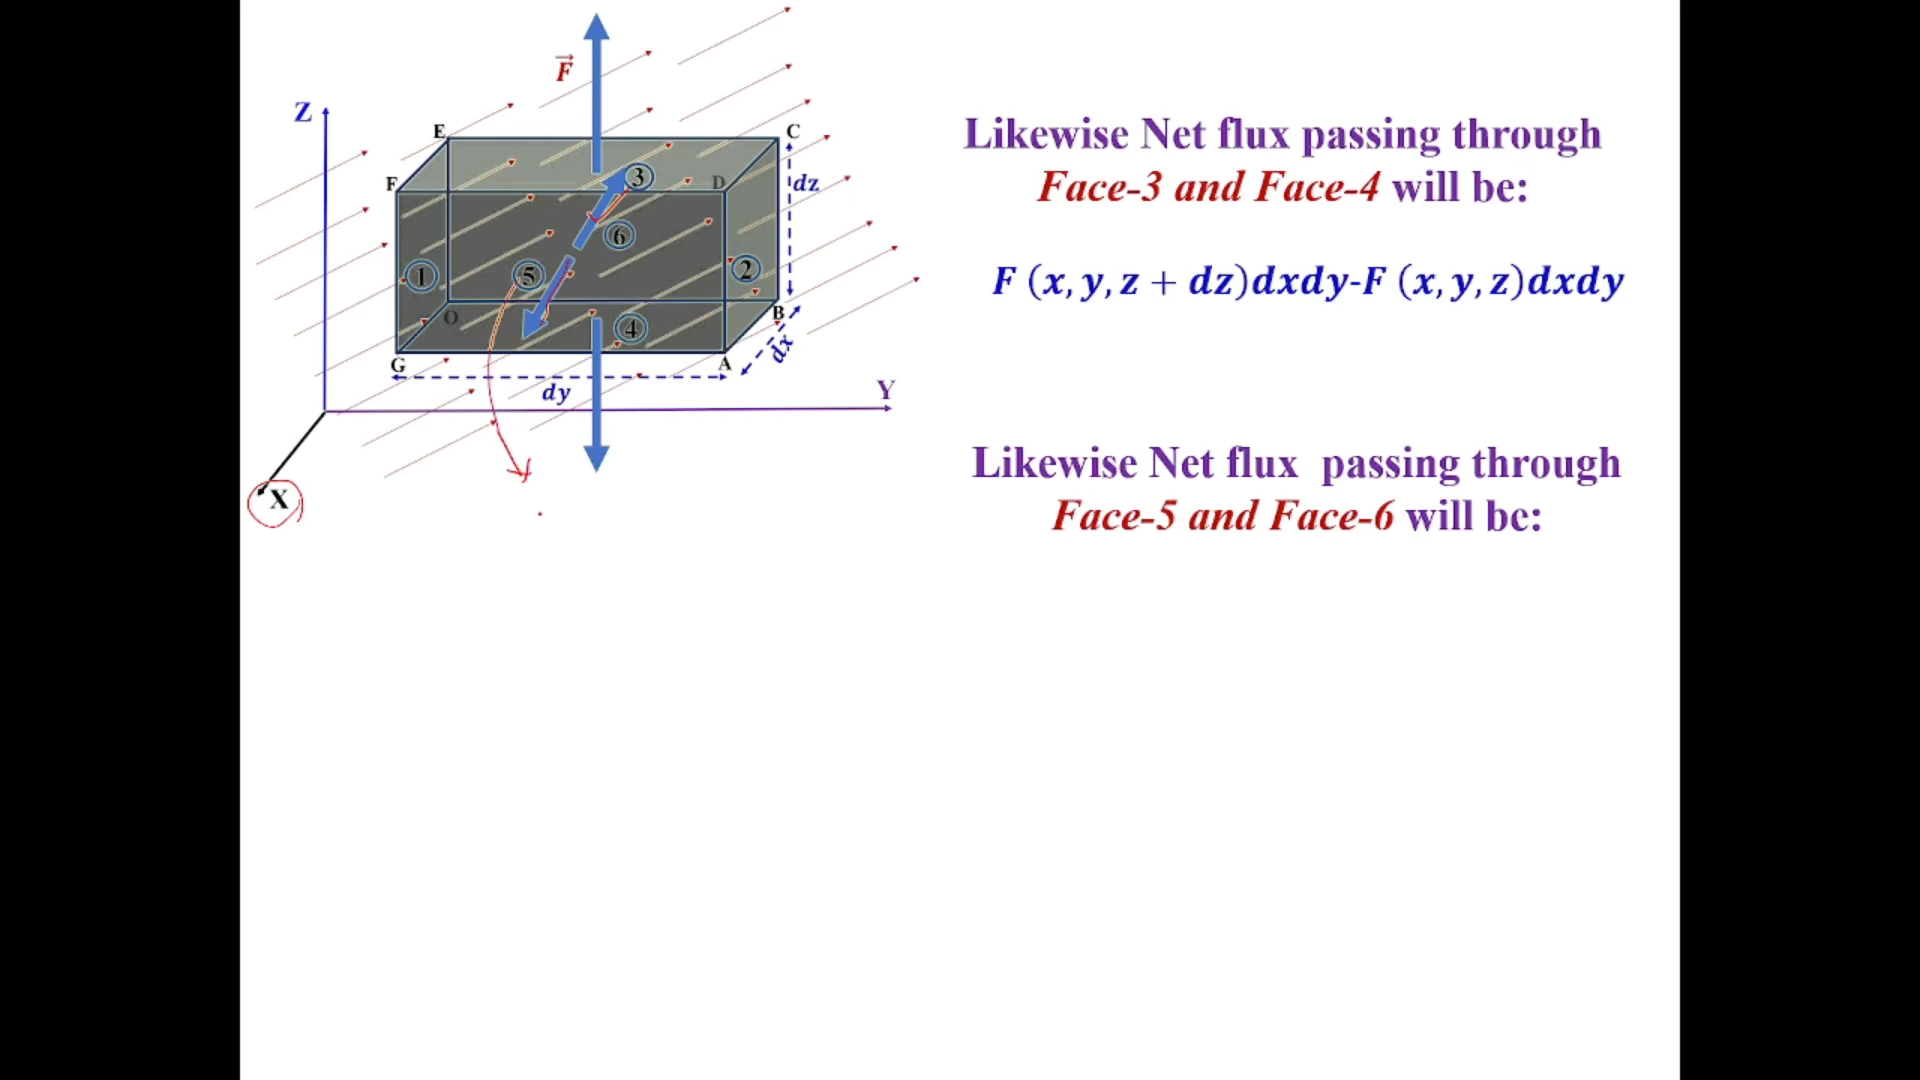 F⃗
Z
E
C
③
F
D
dz
⑥
①
⑤
②
O
B
④
dx
G
A
dy
Y
X
Likewise Net flux passing through
Face-3 and Face-4 will be:
F (x, y, z + dz)dxdy-F (x, y, z)dxdy
Likewise Net flux passing through
Face-5 and Face-6 will be: